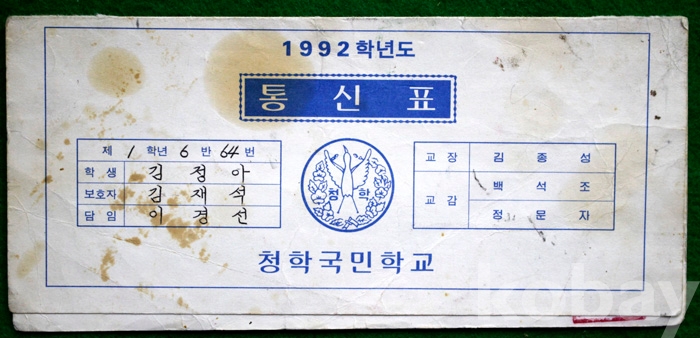 1992학년도
통신표
제 1 학년 6 반 64 번
학생 김정아
보호자 김재석
담임 이경선
청학
교장 김종성
교감 백석조
정문자
청학국민학교
kobay